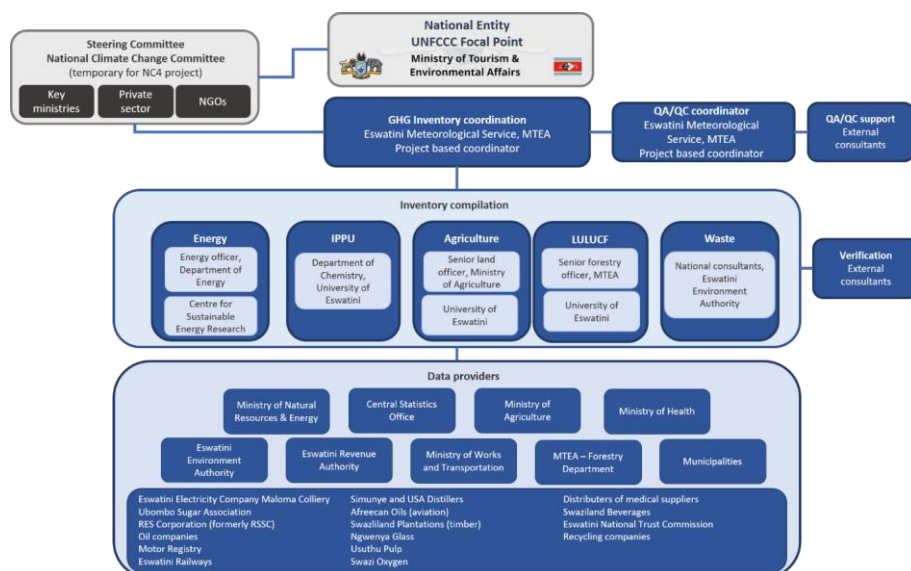 National Entity
UNFCCC Focal Point
Ministry of Tourism &
Environmental Affairs
Steering Committee
National Climate Change Committee
(temporary for NC4 project)
Key
ministries
Private
sector
NGOs
GHG Inventory coordination
Eswatini Meteorological Service, MTEA
Project based coordinator
QA/QC coordinator
Eswatini Meteorological
Service, MTEA
Project based coordinator
QA/QC support
External
consultants
Inventory compilation
Energy
Energy officer,
Department of
Energy
Centre for
Sustainable
Energy Research
IPPU
Department of
Chemistry,
University of
Eswatini
Agriculture
Senior land
officer, Ministry
of Agriculture
University of
Eswatini
LULUCF
Senior forestry
officer, MTEA
University of
Eswatini
Waste
National consultants,
Eswatini
Environment
Authority
Verification
External
consultants
Data providers
Ministry of Natural
Resources & Energy
Central Statistics
Office
Ministry of
Agriculture
Ministry of Health
Eswatini
Environment
Authority
Eswatini Revenue
Authority
Ministry of Works
and Transportation
MTEA – Forestry
Department
Municipalities
Eswatini Electricity Company Maloma Colliery
Ubombo Sugar Association
RES Corporation (formerly RSSC)
Oil companies
Motor Registry
Eswatini Railways
Simunye and USA Distillers
Afreecan Oils (aviation)
Swazliland Plantations (timber)
Ngwenya Glass
Usuthu Pulp
Swazi Oxygen
Distributers of medical suppliers
Swaziland Beverages
Eswatini National Trust Commission
Recycling companies